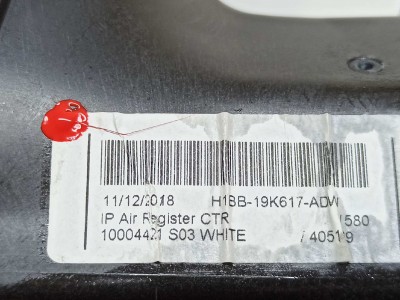 11/12/2018 H1BB-19K617-ADW
IP Air Register CTR 1580
10004421 S03 WHITE / 40519